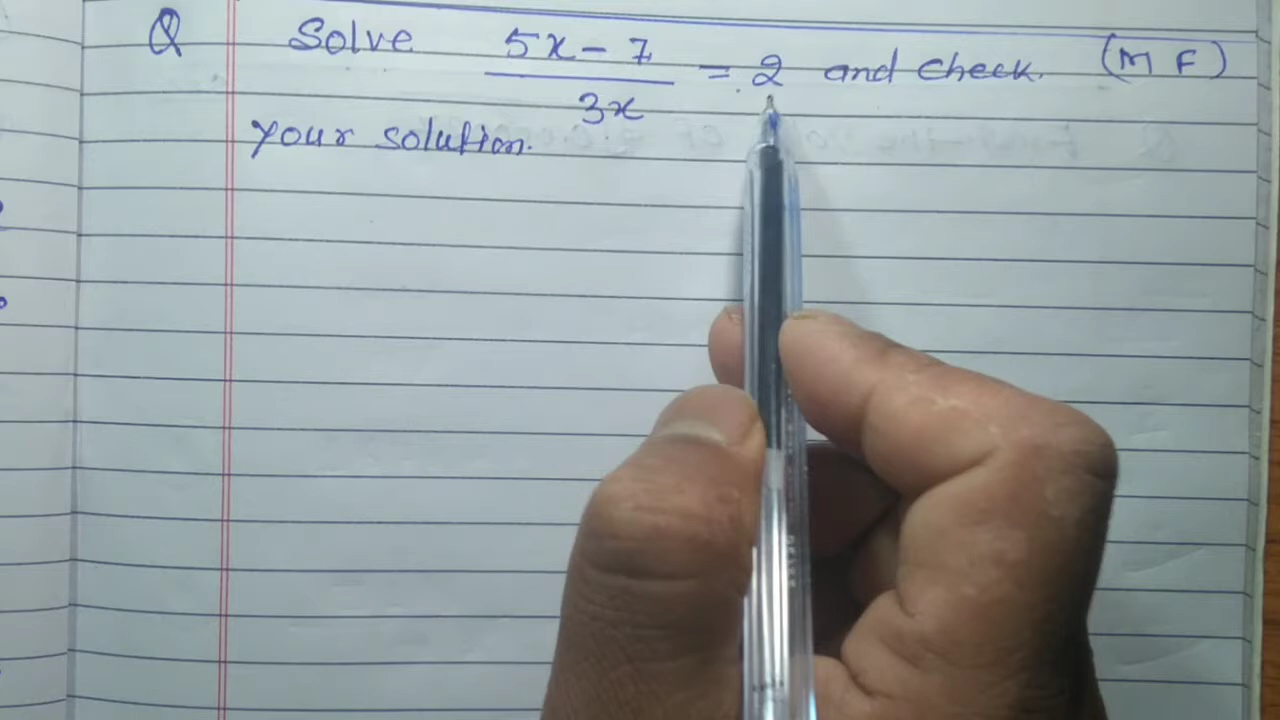 Q Solve 5x - 7 / 3x = 2 and check. (M F)
your solution.